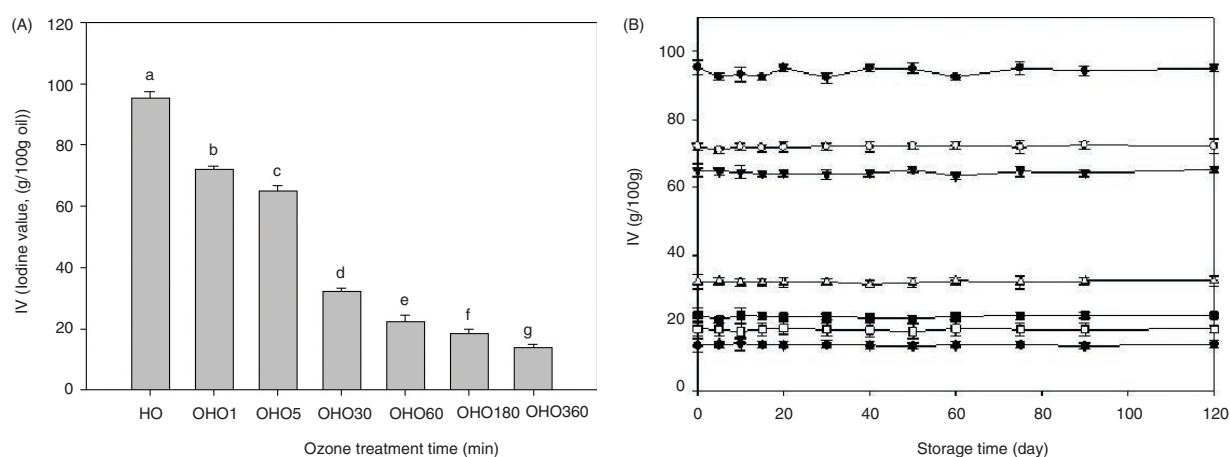 (A)
IV (Iodine value, (g/100g oil))
120
100
80
60
40
20
0
a
b
c
d
e
f
g
HO OHO1 OHO5 OHO30 OHO60 OHO180 OHO360
Ozone treatment time (min)
(B)
IV (g/100g)
100
80
60
40
20
0
0 20 40 60 80 100 120
Storage time (day)